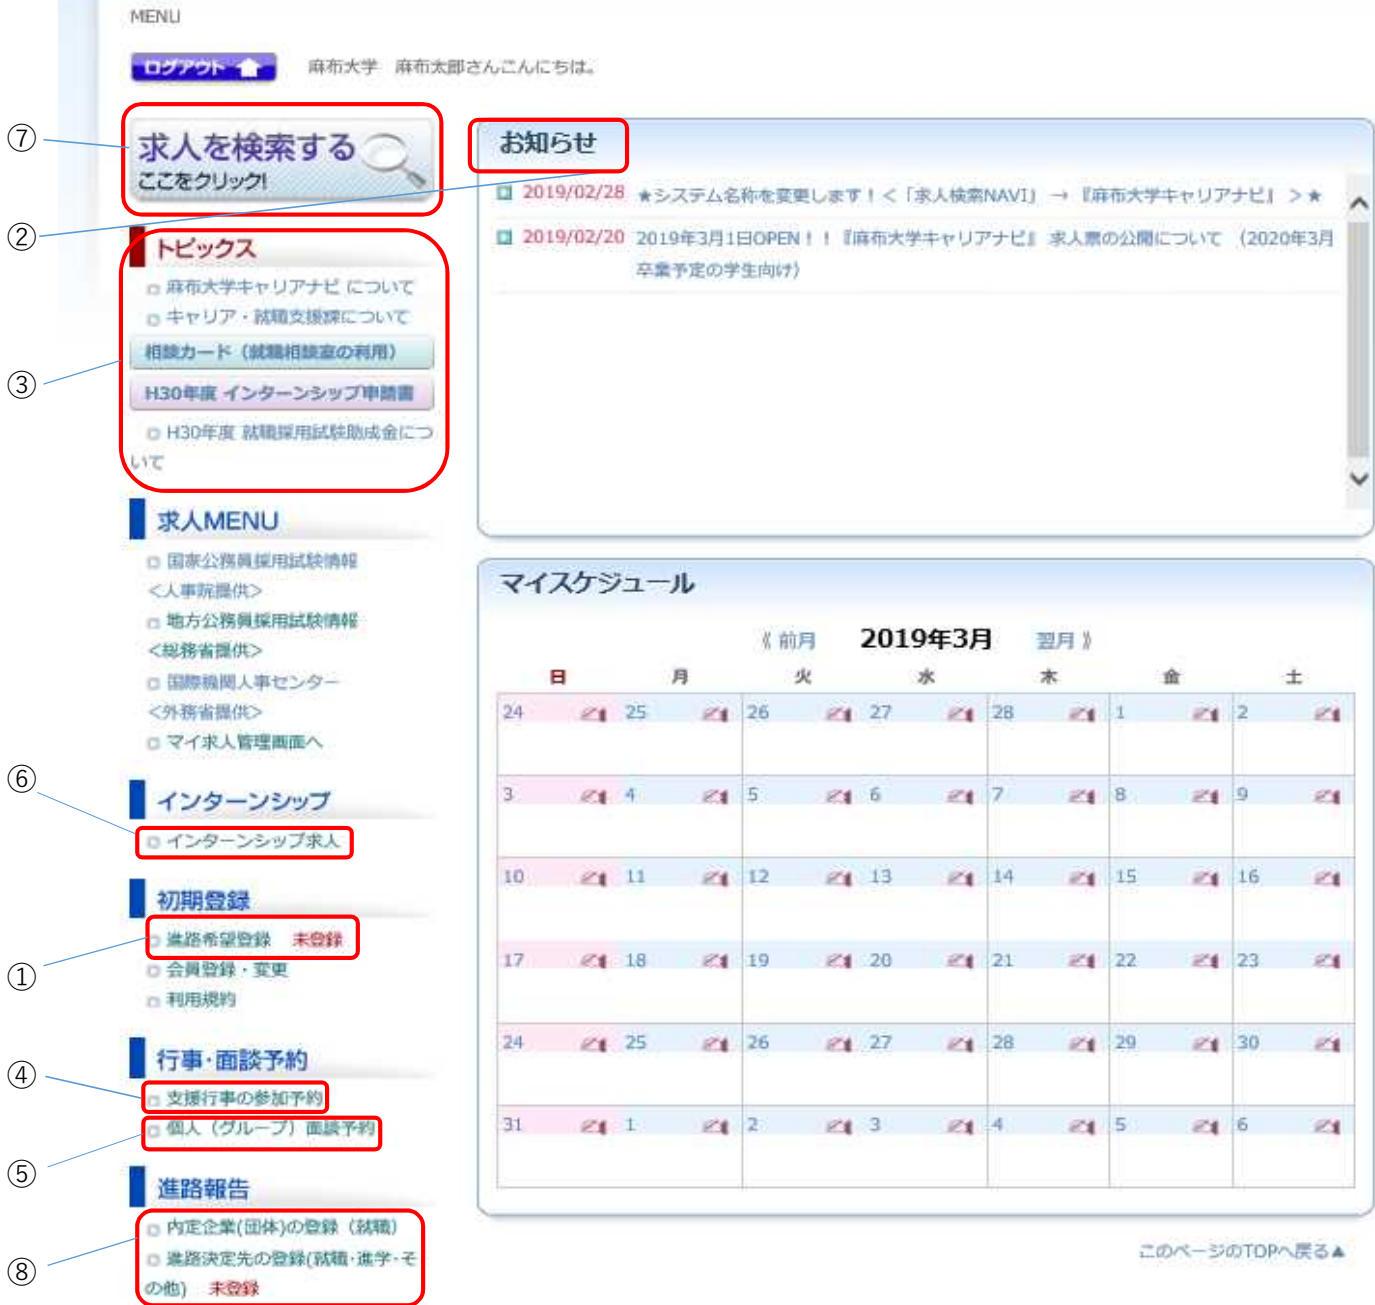 MENU
ログアウト
麻布大学 麻布太郎さんこんにちは。
⑦
求人を検索する
ここをクリック!
②
トピックス
麻布大学キャリアナビ について
キャリア・就職支援課について
相談カード（就職相談室の利用）
③
H30年度 インターンシップ申請書
H30年度 就職採用試験助成金につ
いて
求人MENU
国家公務員採用試験情報
<人事院提供>
地方公務員採用試験情報
<総務省提供>
国際機関人事センター
<外務省提供>
マイ求人管理画面へ
⑥
インターンシップ
インターンシップ求人
初期登録
進路希望登録 未登録
①
会員登録・変更
利用規約
行事・面談予約
④
支援行事の参加予約
個人（グループ）面談予約
⑤
進路報告
内定企業(団体)の登録（就職）
進路決定先の登録(就職・進学・そ
⑧
の他) 未登録
お知らせ
2019/02/28 ★システム名称を変更します！＜「求人検索NAVI」 → 『麻布大学キャリアナビ』 ＞★
2019/02/20 2019年3月1日OPEN！！『麻布大学キャリアナビ』 求人票の公開について （2020年3月
卒業予定の学生向け）
マイスケジュール
《 前月 2019年3月 翌月 》
日 月 火 水 木 金 土
24 25 26 27 28 1 2
3 4 5 6 7 8 9
10 11 12 13 14 15 16
17 18 19 20 21 22 23
24 25 26 27 28 29 30
31 1 2 3 4 5 6
このページのTOPへ戻る▲